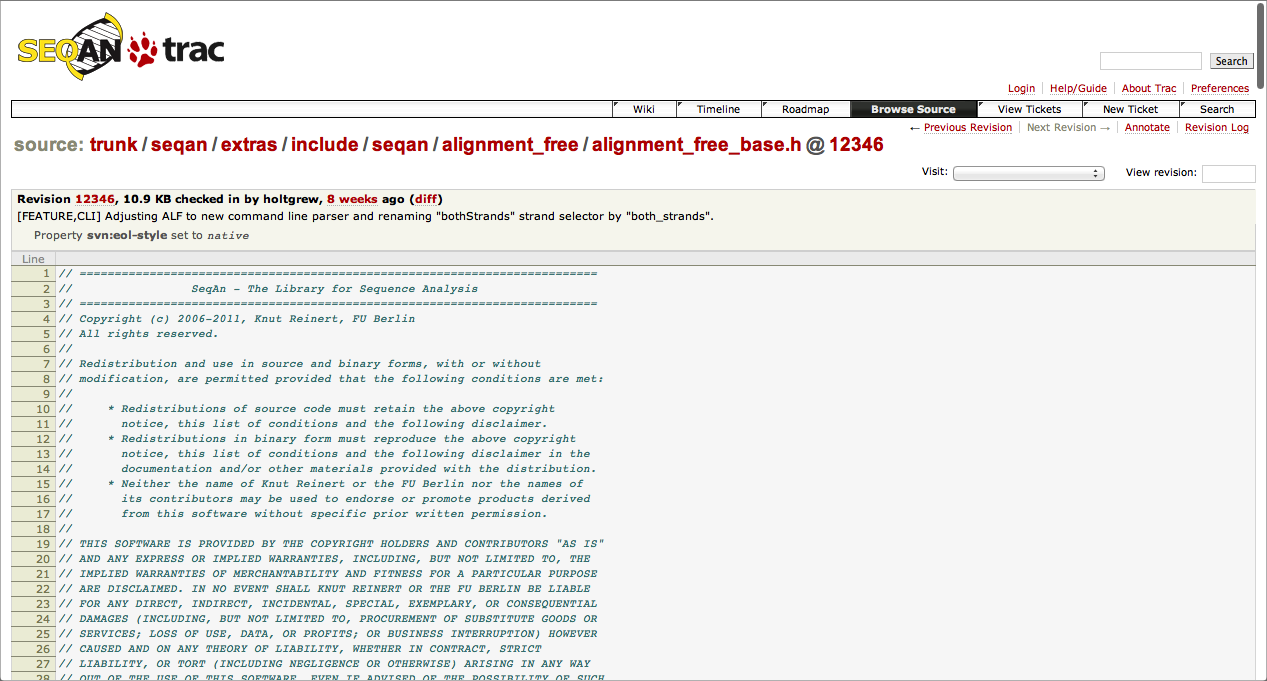 SEQAN trac
Search
Login Help/Guide About Trac Preferences
Wiki Timeline Roadmap Browse Source View Tickets New Ticket Search
← Previous Revision Next Revision → Annotate Revision Log
source: trunk / seqan / extras / include / seqan / alignment_free / alignment_free_base.h @ 12346
Visit: View revision:
Revision 12346, 10.9 KB checked in by holtgrew, 8 weeks ago (diff)
[FEATURE,CLI] Adjusting ALF to new command line parser and renaming "bothStrands" strand selector by "both_strands".
Property svn:eol-style set to native
Line
1 // ==========================================================================
2 //                 SeqAn - The Library for Sequence Analysis
3 // ==========================================================================
4 // Copyright (c) 2006-2011, Knut Reinert, FU Berlin
5 // All rights reserved.
6 //
7 // Redistribution and use in source and binary forms, with or without
8 // modification, are permitted provided that the following conditions are met:
9 //
10 //     * Redistributions of source code must retain the above copyright
11 //       notice, this list of conditions and the following disclaimer.
12 //     * Redistributions in binary form must reproduce the above copyright
13 //       notice, this list of conditions and the following disclaimer in the
14 //       documentation and/or other materials provided with the distribution.
15 //     * Neither the name of Knut Reinert or the FU Berlin nor the names of
16 //       its contributors may be used to endorse or promote products derived
17 //       from this software without specific prior written permission.
18 //
19 // THIS SOFTWARE IS PROVIDED BY THE COPYRIGHT HOLDERS AND CONTRIBUTORS "AS IS"
20 // AND ANY EXPRESS OR IMPLIED WARRANTIES, INCLUDING, BUT NOT LIMITED TO, THE
21 // IMPLIED WARRANTIES OF MERCHANTABILITY AND FITNESS FOR A PARTICULAR PURPOSE
22 // ARE DISCLAIMED. IN NO EVENT SHALL KNUT REINERT OR THE FU BERLIN BE LIABLE
23 // FOR ANY DIRECT, INDIRECT, INCIDENTAL, SPECIAL, EXEMPLARY, OR CONSEQUENTIAL
24 // DAMAGES (INCLUDING, BUT NOT LIMITED TO, PROCUREMENT OF SUBSTITUTE GOODS OR
25 // SERVICES; LOSS OF USE, DATA, OR PROFITS; OR BUSINESS INTERRUPTION) HOWEVER
26 // CAUSED AND ON ANY THEORY OF LIABILITY, WHETHER IN CONTRACT, STRICT
27 // LIABILITY, OR TORT (INCLUDING NEGLIGENCE OR OTHERWISE) ARISING IN ANY WAY
28 // OUT OF THE USE OF THIS SOFTWARE, EVEN IF ADVISED OF THE POSSIBILITY OF SUCH